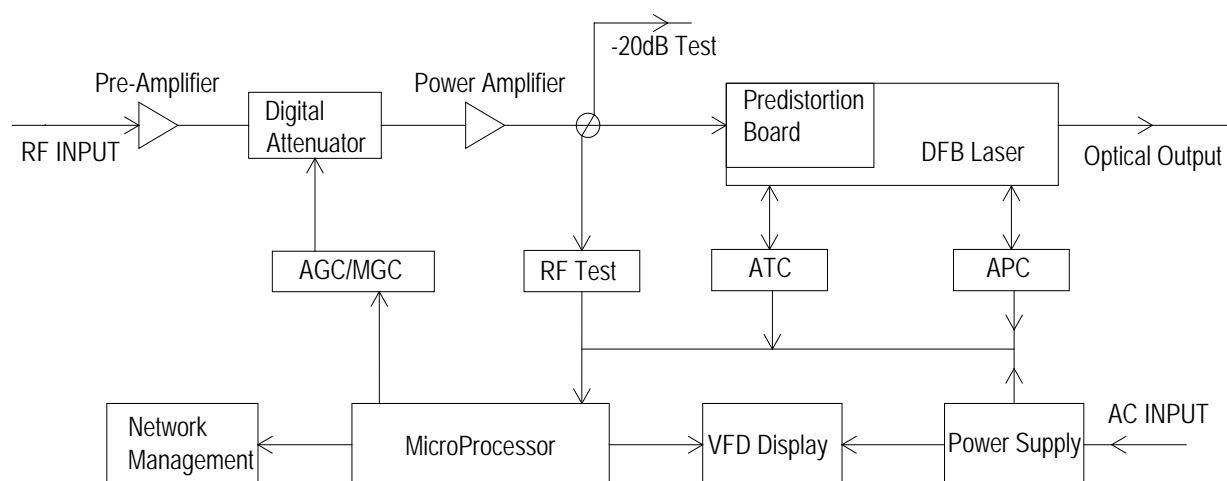 -20dB Test
Pre-Amplifier
Power Amplifier
Digital
Attenuator
Predistortion
Board
DFB Laser
RF INPUT
Optical Output
AGC/MGC
RF Test
ATC
APC
Network
Management
MicroProcessor
VFD Display
Power Supply
AC INPUT